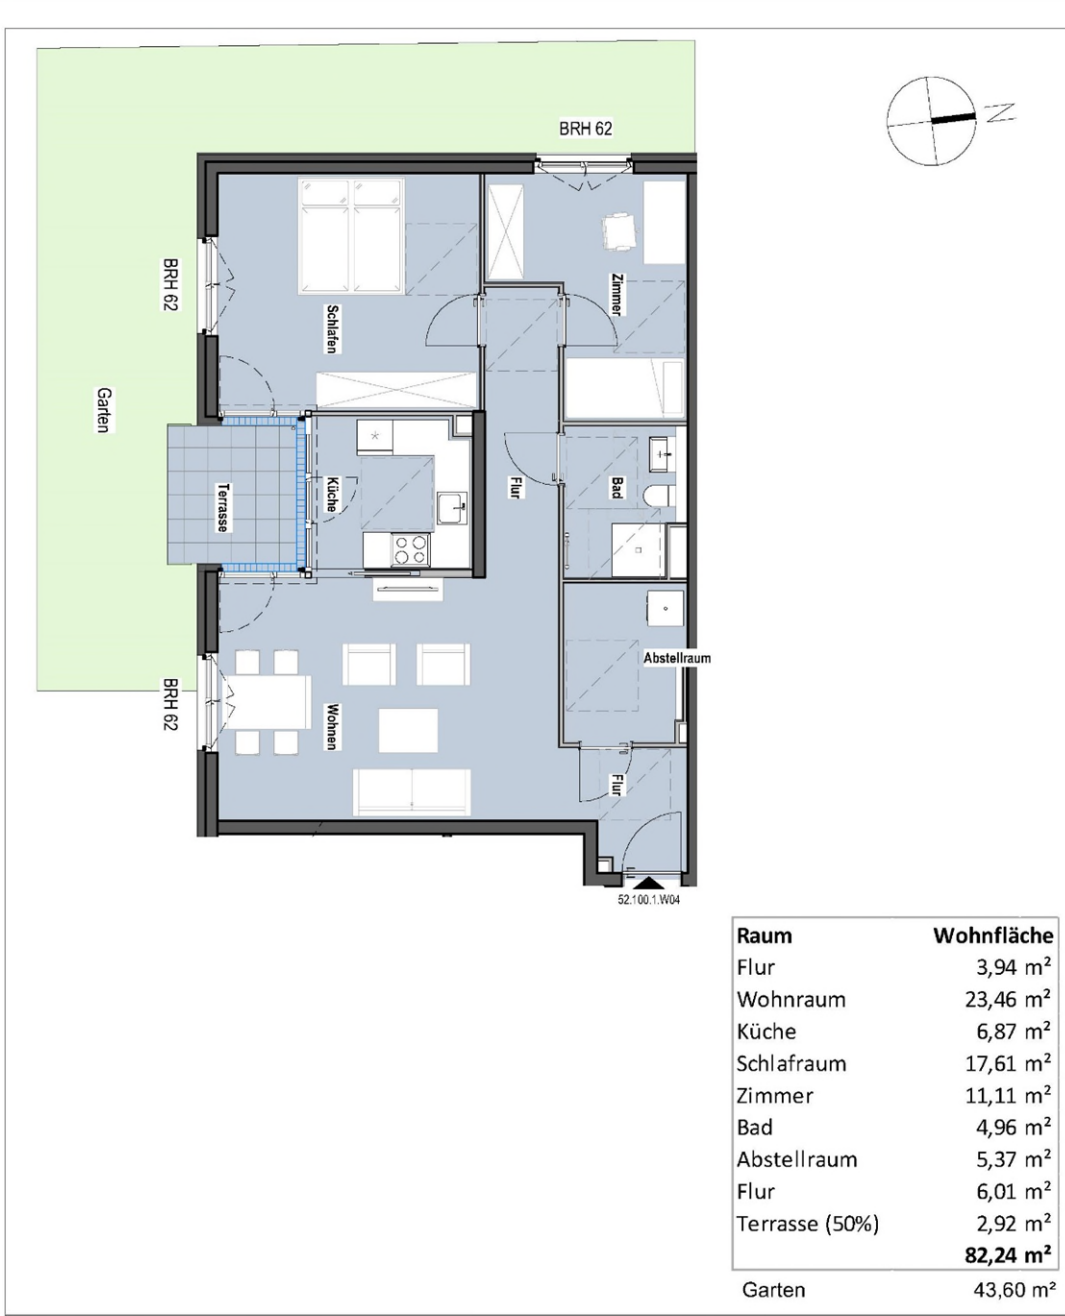 BRH 62
N
BRH 62
Zimmer
Schlafen
Garten
Terrasse
Küche
Flur
Bad
Abstellraum
BRH 62
Wohnen
Flur
52.100.1.W04
Raum Wohnfläche
Flur 3,94 m²
Wohnraum 23,46 m²
Küche 6,87 m²
Schlafraum 17,61 m²
Zimmer 11,11 m²
Bad 4,96 m²
Abstellraum 5,37 m²
Flur 6,01 m²
Terrasse (50%) 2,92 m²
82,24 m²
Garten 43,60 m²